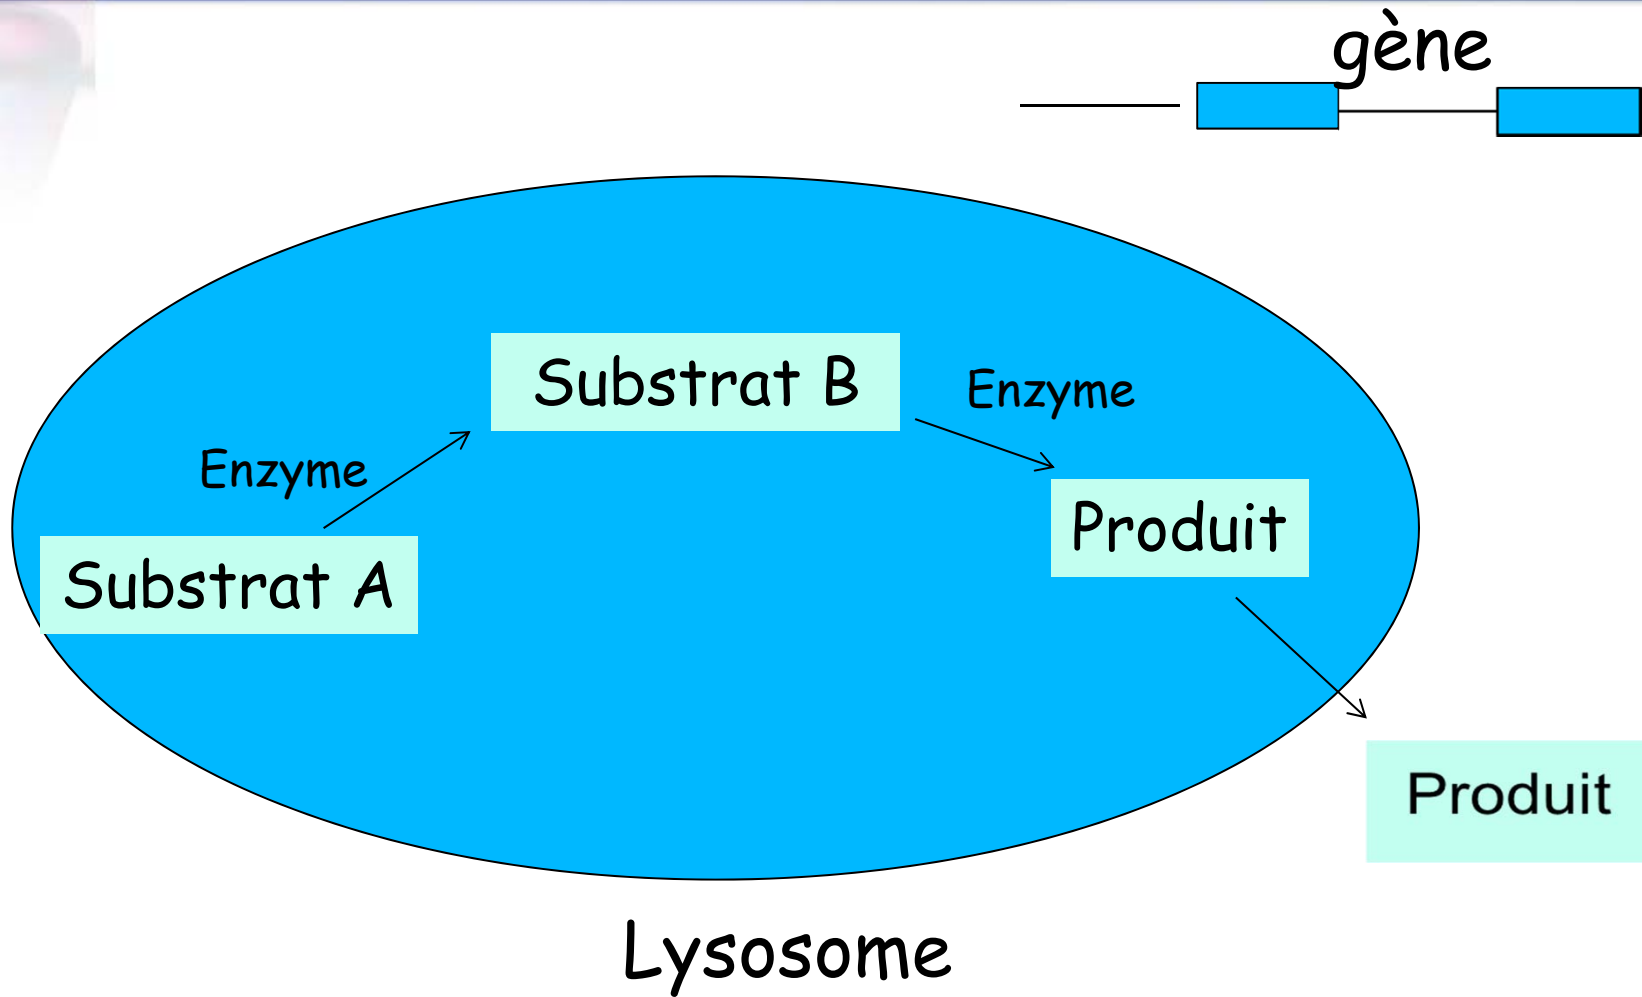 gène
Substrat B
Enzyme
Enzyme
Produit
Substrat A
Produit
Lysosome